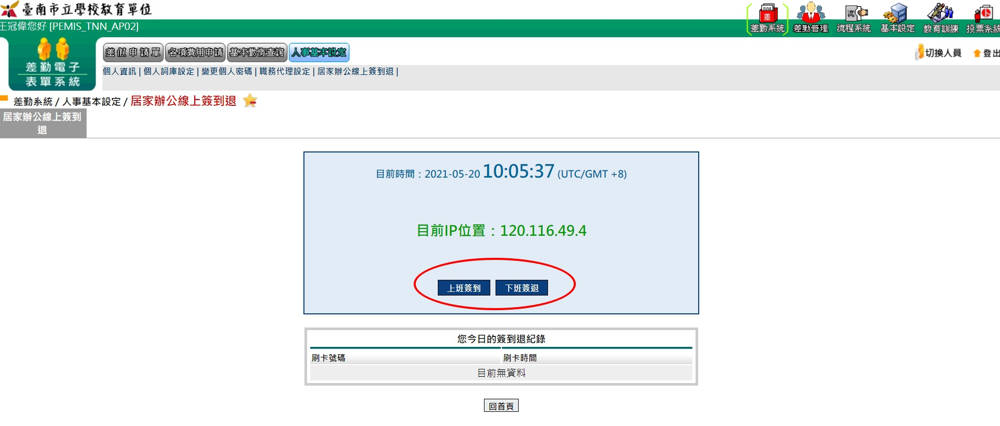 臺南市立學校教育單位
王冠偉您好 [PEMIS_TNN_AP02]
差
流
差勤系統 差勤管理 流程系統 基本設定 教育訓練 投票系統
差勤電子
表單系統
差假申請單 各項費用申請 基本勤惰查詢 人事基本設定
切換人員 登出
個人資訊 | 個人詞庫設定 | 變更個人密碼 | 職務代理設定 | 居家辦公線上簽到退 |
差勤系統 / 人事基本設定 / 居家辦公線上簽到退
居家辦公線上簽到
退
目前時間：2021-05-20 10:05:37 (UTC/GMT +8)
目前IP位置：120.116.49.4
上班簽到 下班簽退
您今日的簽到退紀錄
刷卡號碼 刷卡時間
目前無資料
回首頁